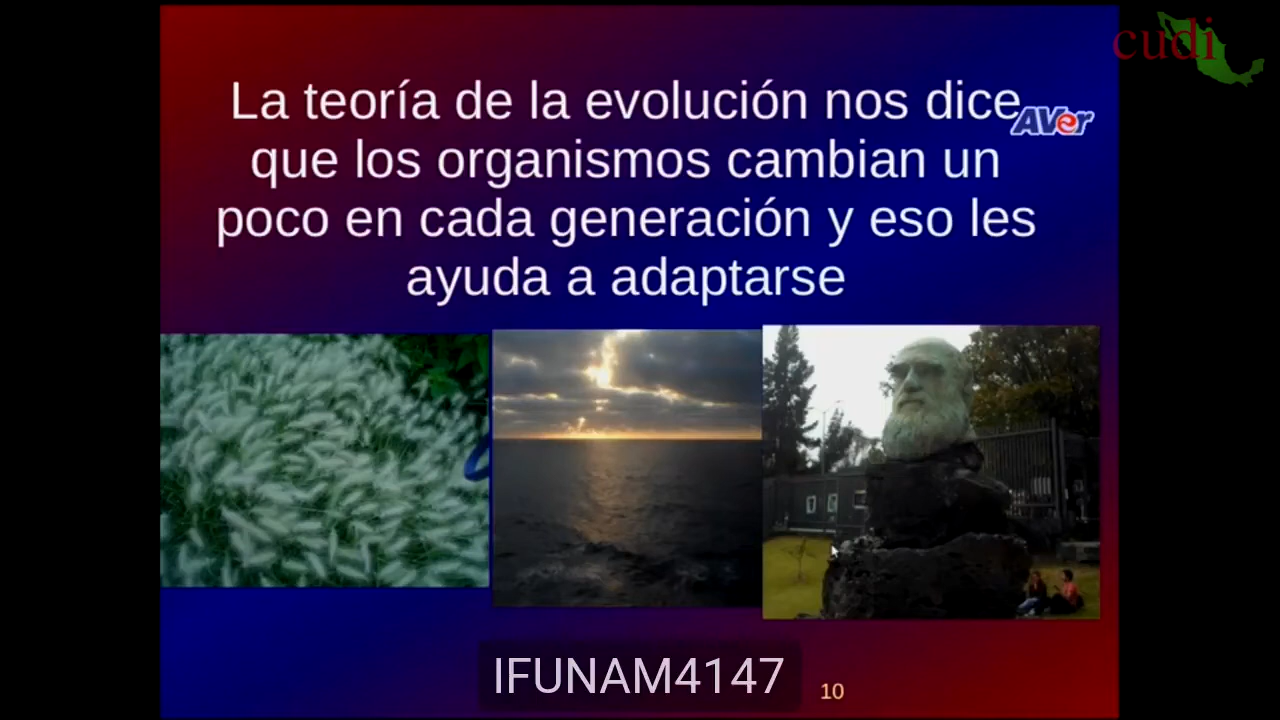 cudi
La teoría de la evolución nos dice
AVer
que los organismos cambian un
poco en cada generación y eso les
ayuda a adaptarse
IFUNAM4147
10